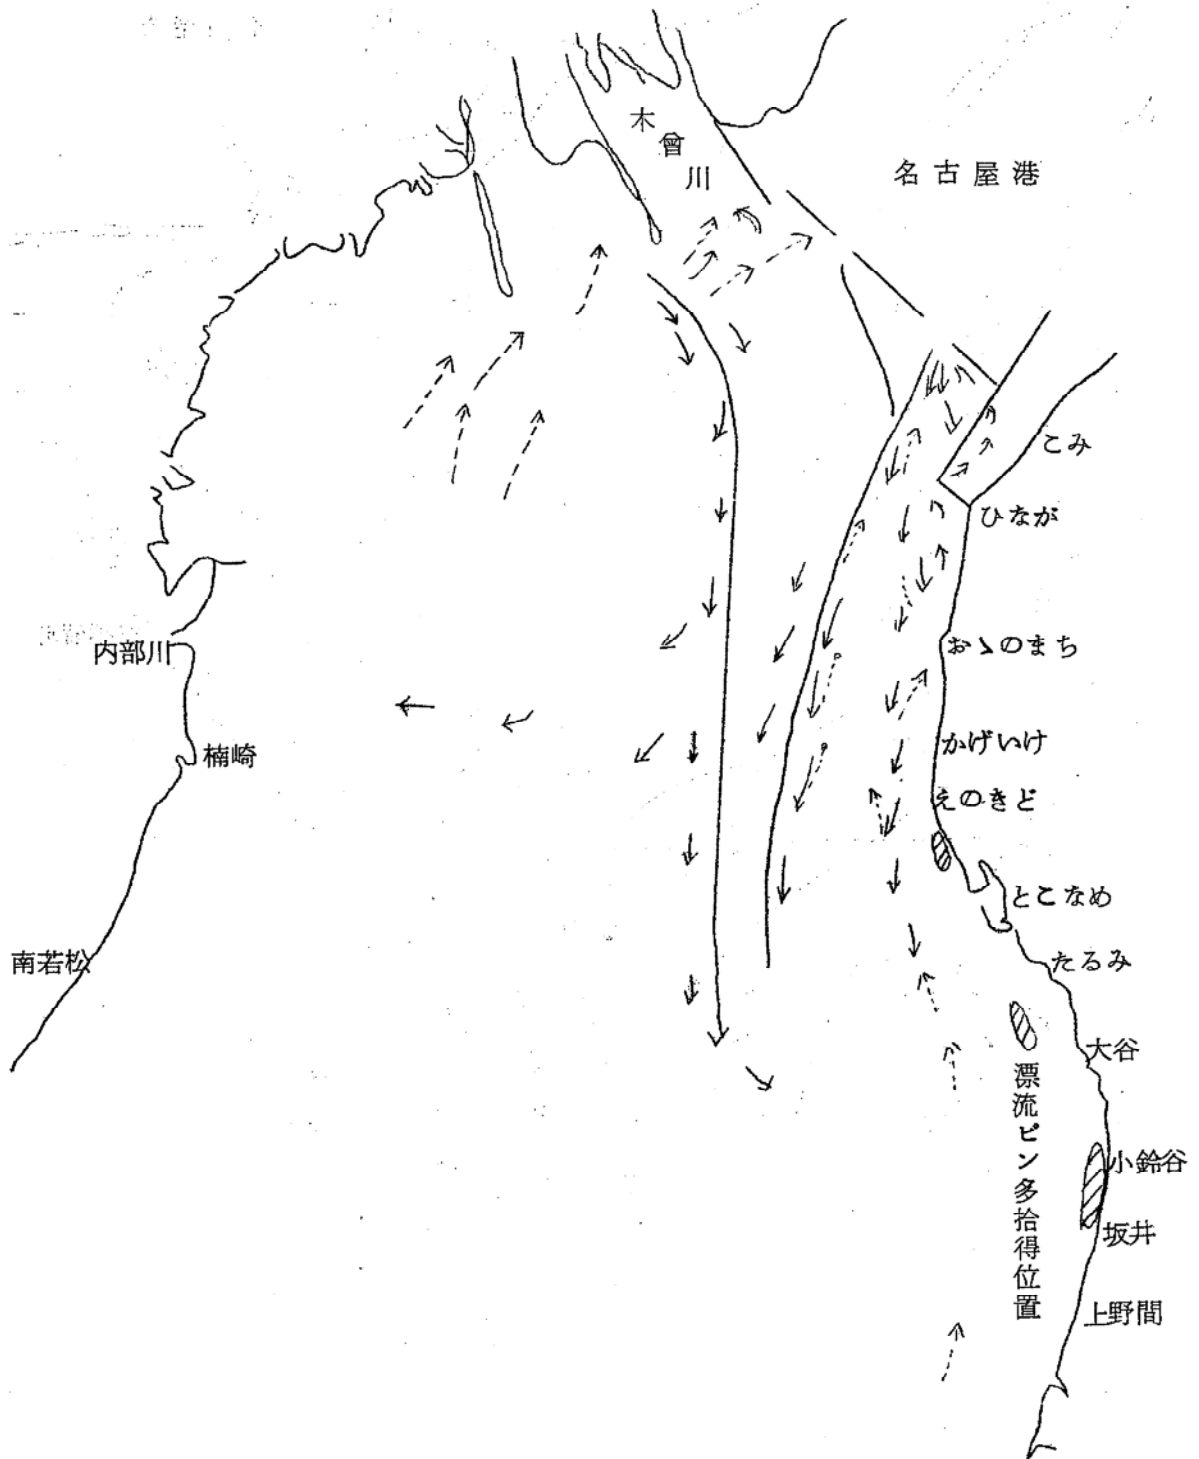 木曾川
名古屋港
こみ
ひなが
おゝのまち
内部川
かげいけ
楠崎
えのきど
とこなめ
たるみ
南若松
大谷
漂流ピン多拾得位置
小鈴谷
坂井
上野間